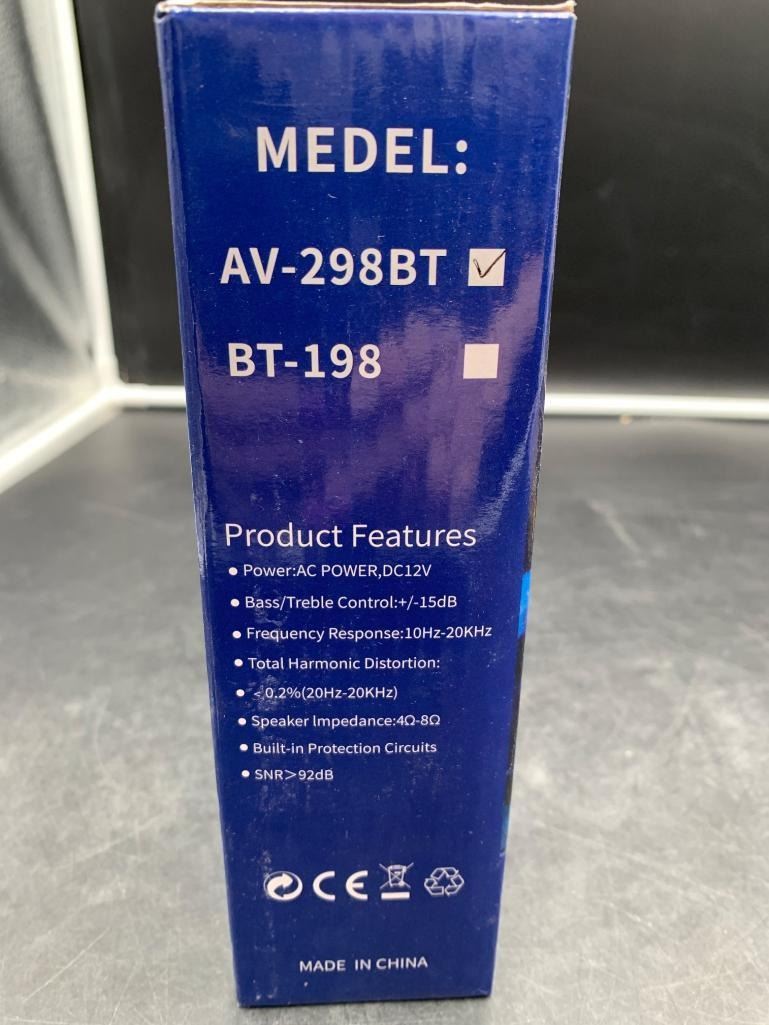 MEDEL:
AV-298BT
BT-198
Product Features
• Power:AC POWER,DC12V
• Bass/Treble Control:+/-15dB
• Frequency Response:10Hz-20KHz
• Total Harmonic Distortion:
• <0.2%(20Hz-20KHz)
• Speaker lmpedance:4Ω-8Ω
• Built-in Protection Circuits
• SNR>92dB
CE
MADE IN CHINA